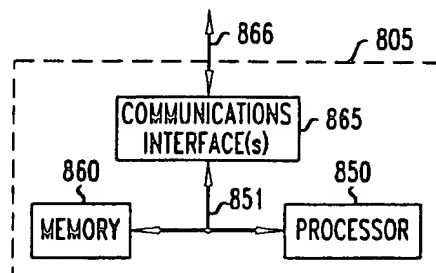 866
805
COMMUNICATIONS
INTERFACE(s)
865
860
851
850
MEMORY
PROCESSOR